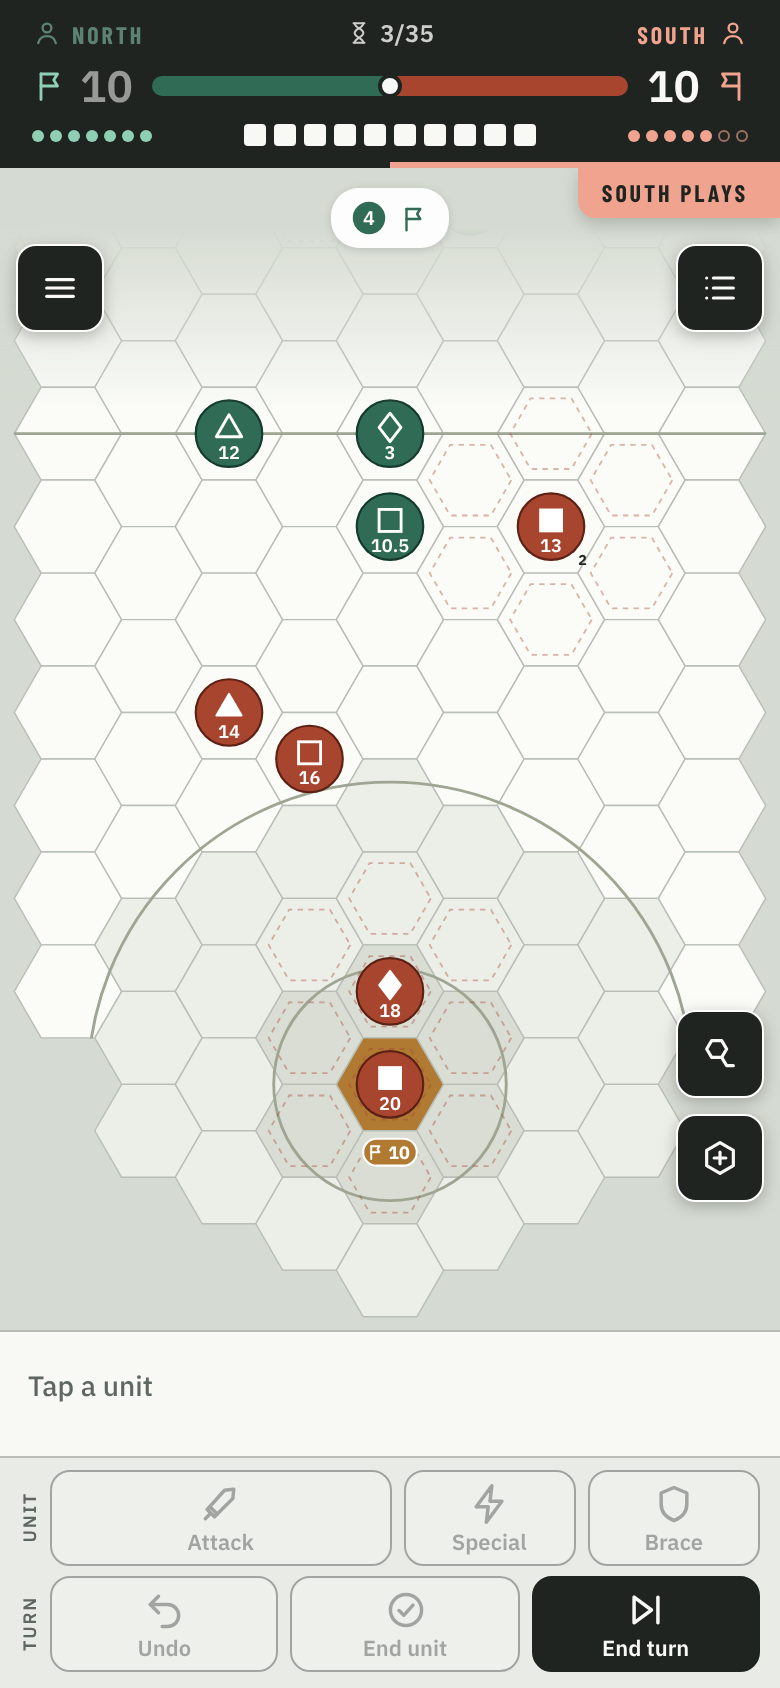 NORTH
3/35
SOUTH
10
10
SOUTH PLAYS
4
12
3
10.5
13
2
14
16
18
20
10
Tap a unit
UNIT
Attack
Special
Brace
TURN
Undo
End unit
End turn